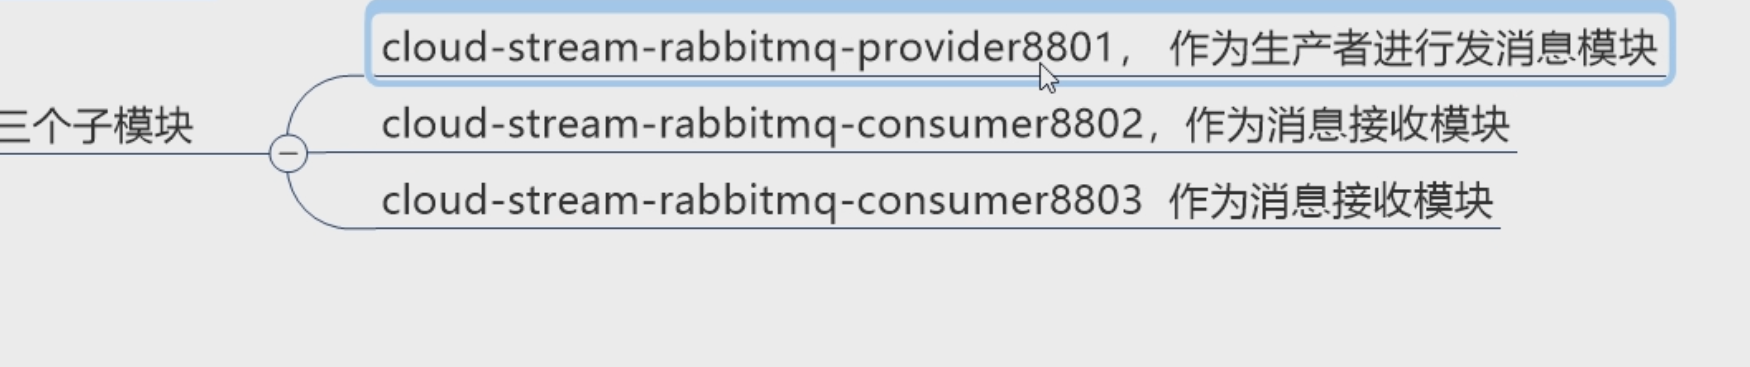 cloud-stream-rabbitmq-provider8801， 作为生产者进行发消息模块
三个子模块
cloud-stream-rabbitmq-consumer8802，作为消息接收模块
cloud-stream-rabbitmq-consumer8803 作为消息接收模块